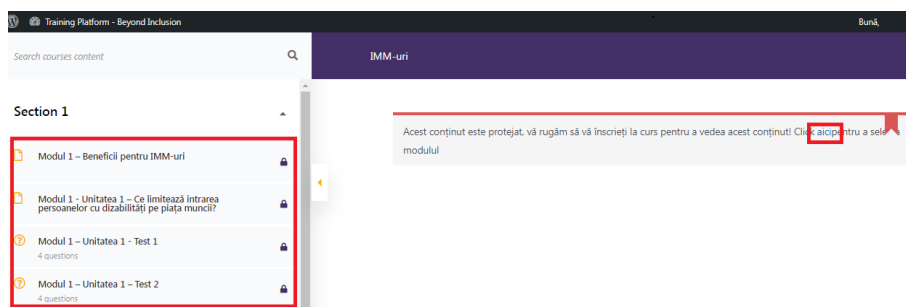 Training Platform - Beyond Inclusion
Bună,
Search courses content
IMM-uri
Section 1
Acest conținut este protejat, vă rugăm să vă înscrieți la curs pentru a vedea acest conținut! Click aicipentru a
modulul
Modul 1 – Beneficii pentru IMM-uri
Modul 1 - Unitatea 1 – Ce limitează intrarea
persoanelor cu dizabilități pe piața muncii?
Modul 1 – Unitatea 1 - Test 1
4 questions
Modul 1 – Unitatea 1 – Test 2
4 questions